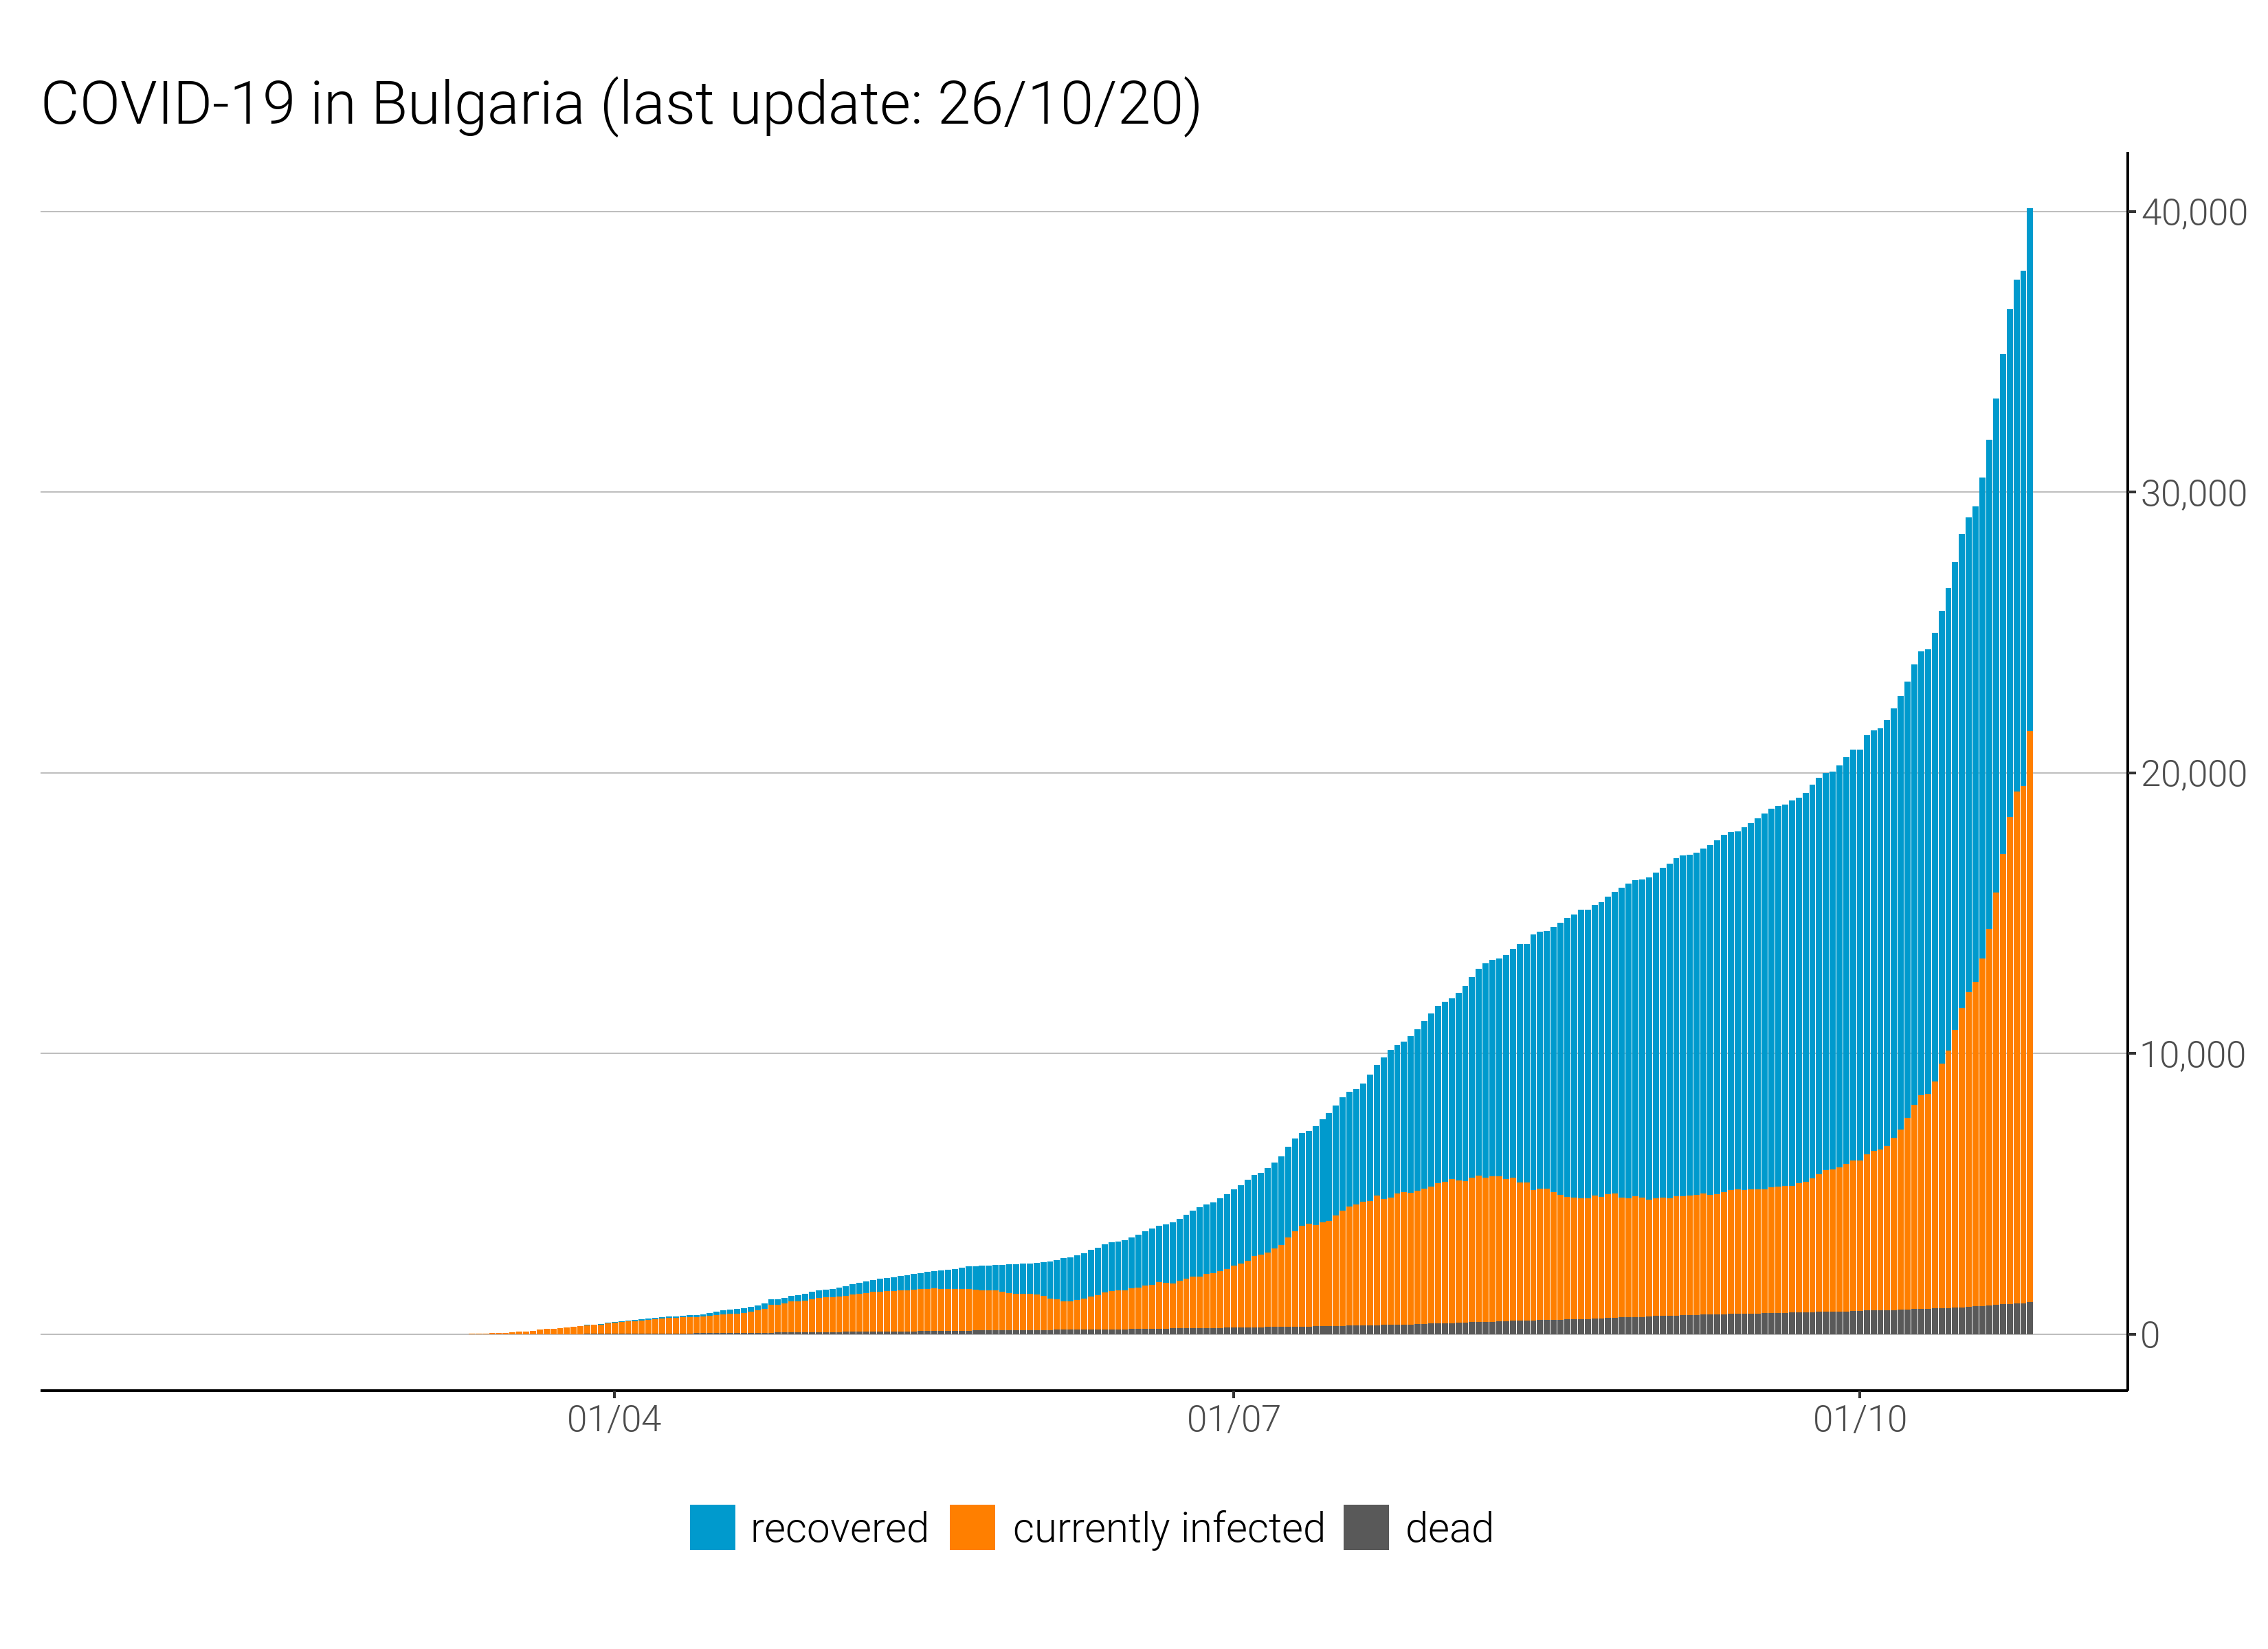 COVID-19 in Bulgaria (last update: 26/10/20)
40,000
30,000
20,000
10,000
0
01/04 01/07 01/10
recovered currently infected dead